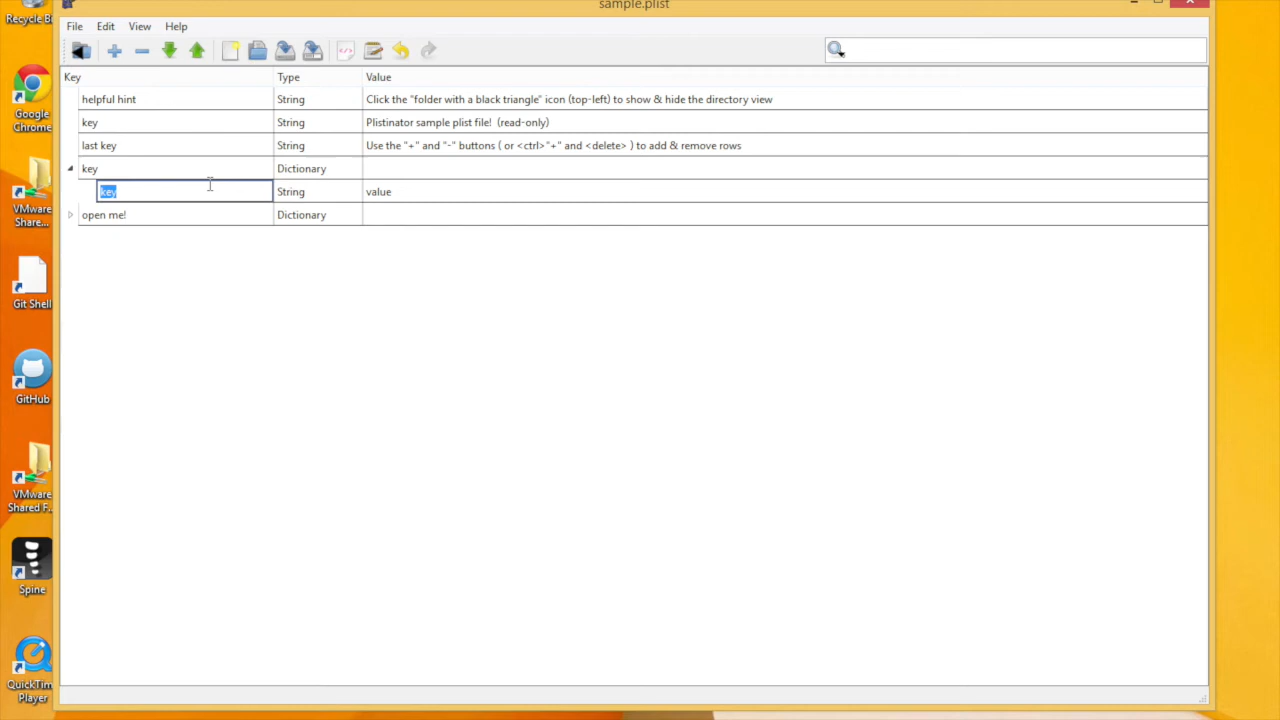 sample.plist
File Edit View Help
Key Type Value
helpful hint String Click the "folder with a black triangle" icon (top-left) to show & hide the directory view
key String Plistinator sample plist file! (read-only)
last key String Use the "+" and "-" buttons ( or <ctrl>"+" and <delete> ) to add & remove rows
key Dictionary
key String value
open me! Dictionary
Google
Chrome
VMware
Share...
Git Shell
GitHub
VMware
Shared F...
Spine
Player